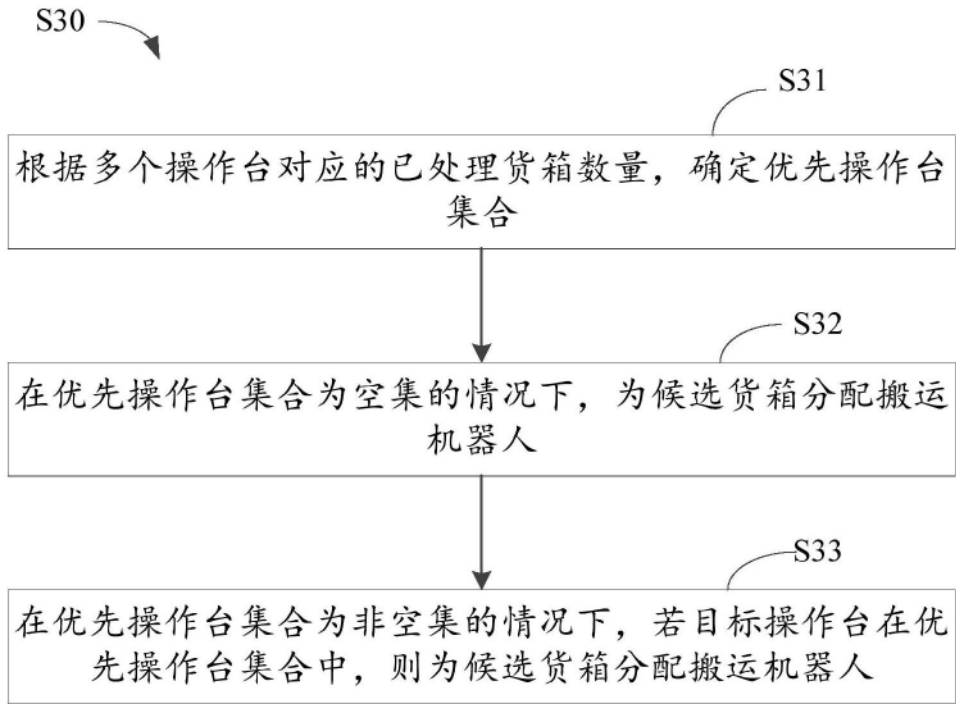 S30
S31
根据多个操作台对应的已处理货箱数量，确定优先操作台
集合
S32
在优先操作台集合为空集的情况下，为候选货箱分配搬运
机器人
S33
在优先操作台集合为非空集的情况下，若目标操作台在优
先操作台集合中，则为候选货箱分配搬运机器人